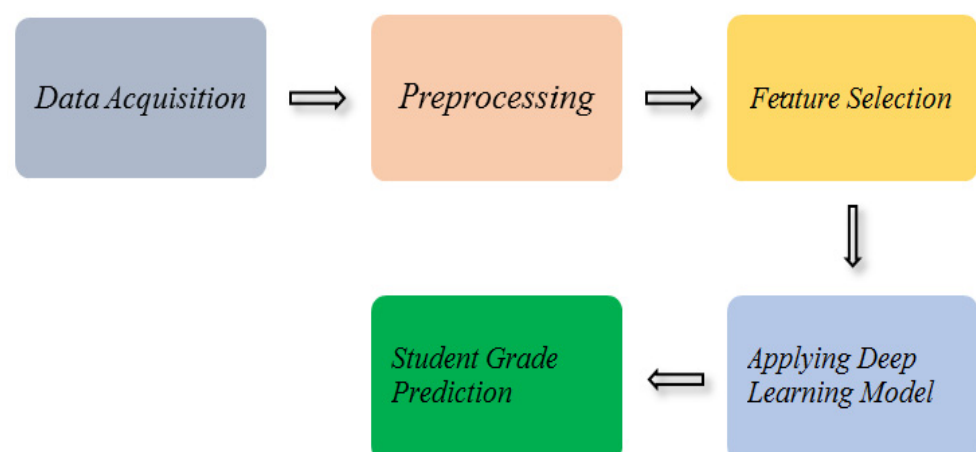 Data Acquisition
Preprocessing
Feature Selection
Student Grade
Prediction
Applying Deep
Learning Model